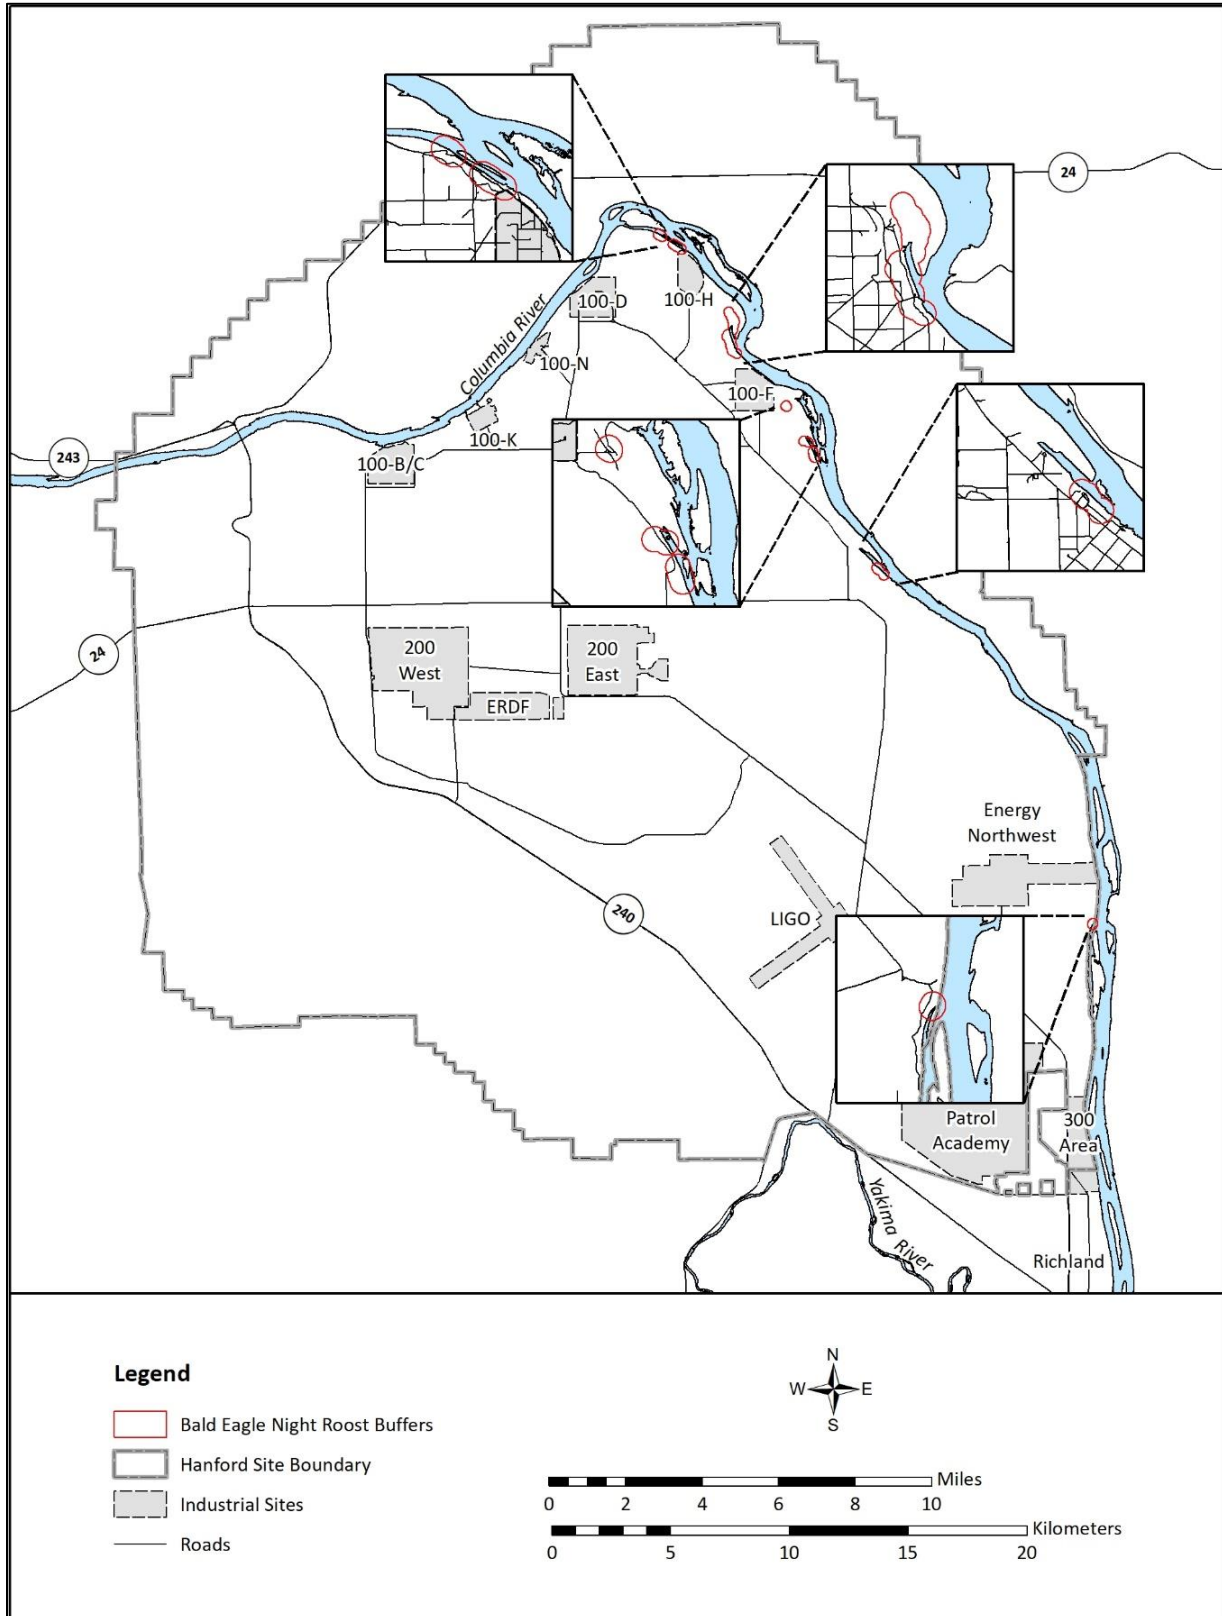 24
100-D
100-H
Columbia River
100-N
100-F
100-K
243
100-B/C
24
200
West
200
East
ERDF
Energy
Northwest
LIGO
240
Patrol
Academy
300
Area
Yakima River
Richland
Legend
Bald Eagle Night Roost Buffers
Hanford Site Boundary
Industrial Sites
Roads
N
W E
S
Miles
0 2 4 6 8 10
Kilometers
0 5 10 15 20